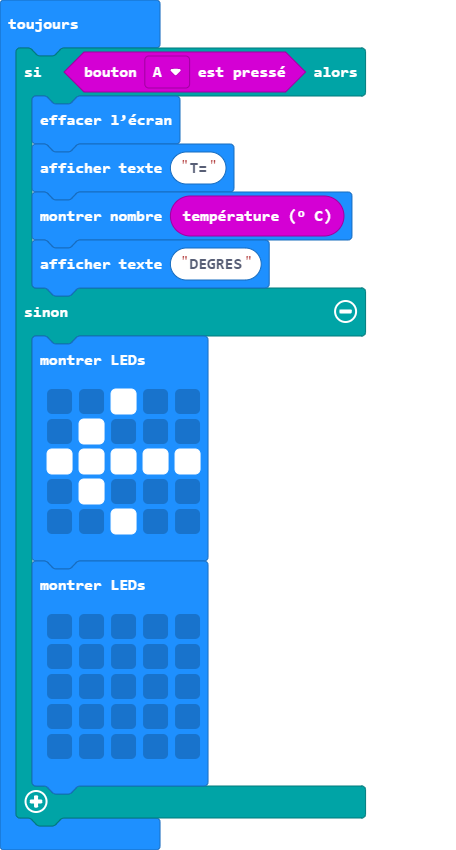 toujours
si bouton A est pressé alors
effacer l’écran
afficher texte "T="
montrer nombre température (º C)
afficher texte "DEGRES"
sinon
montrer LEDs
montrer LEDs